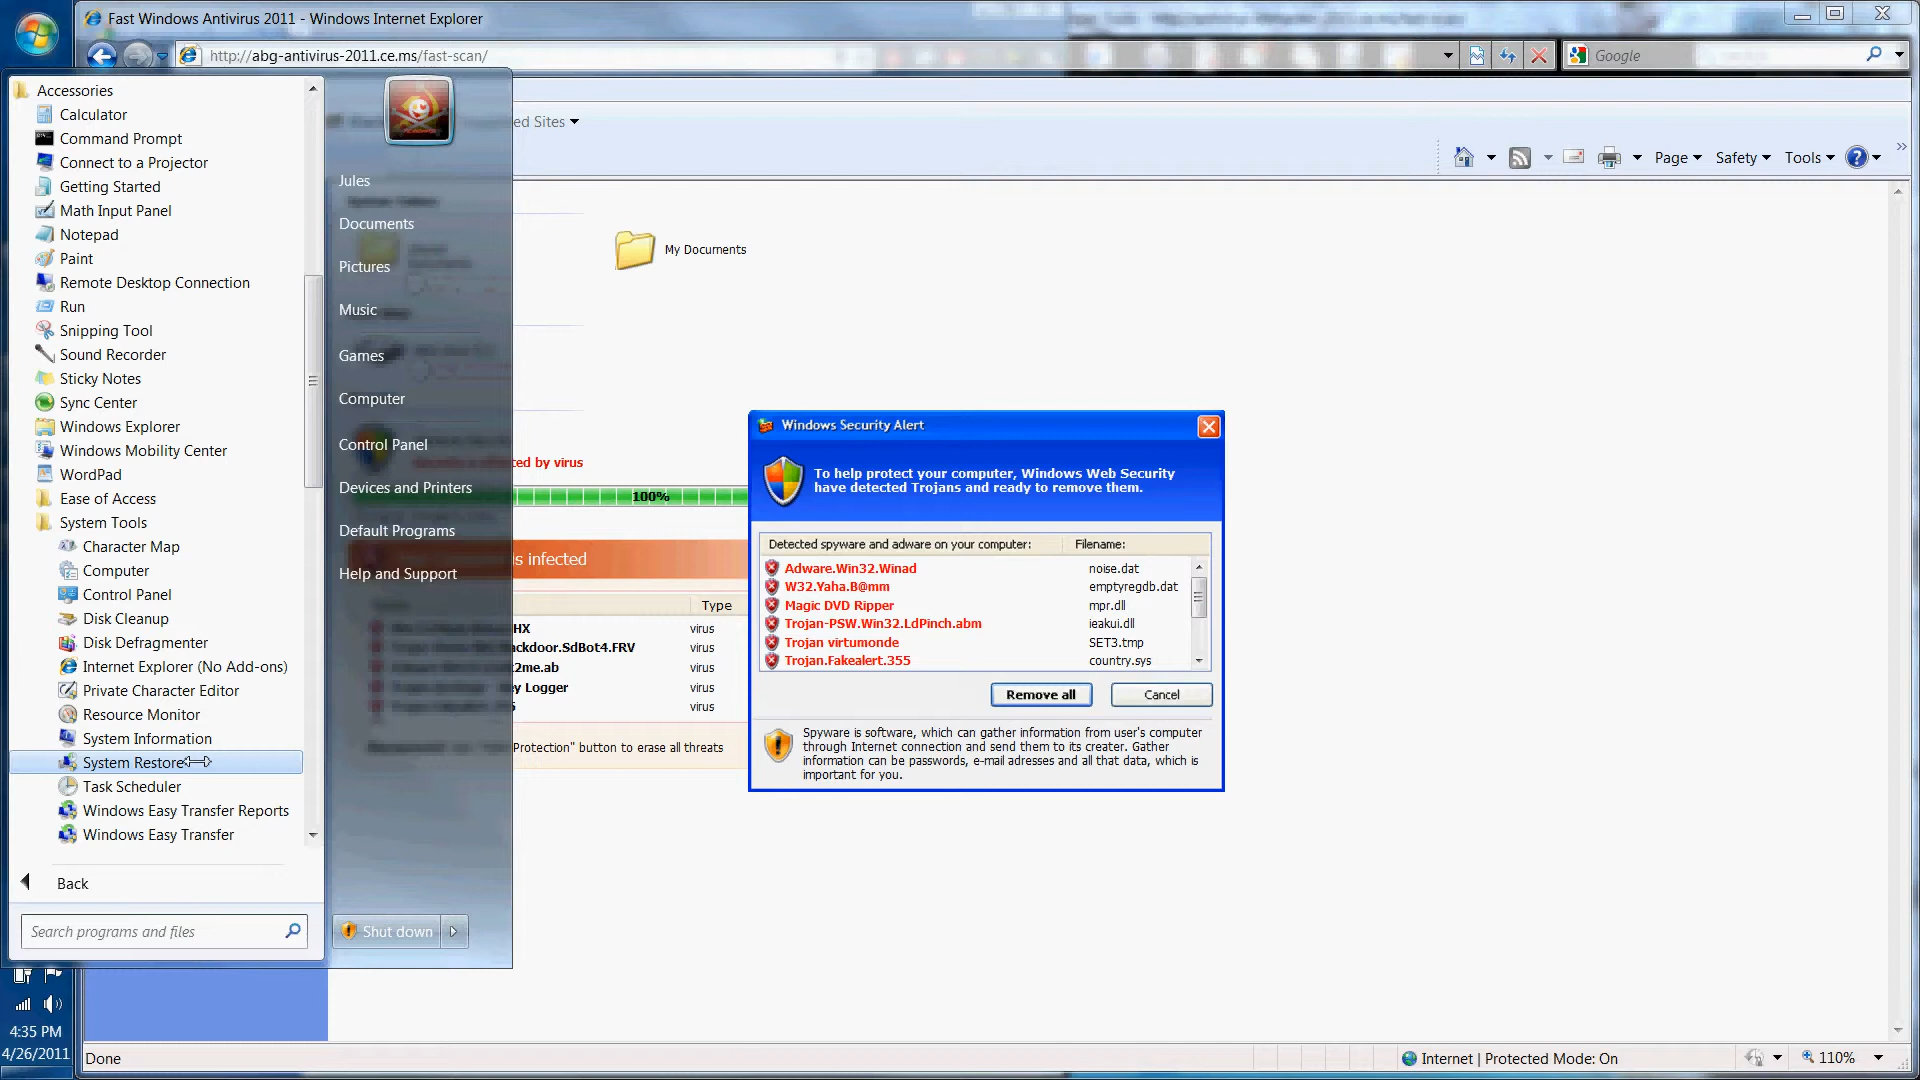 Fast Windows Antivirus 2011 - Windows Internet Explorer
http://abg-antivirus-2011.ce.ms/fast-scan/
Google
ed Sites
Page
Safety
Tools
Accessories
Calculator
Command Prompt
Connect to a Projector
Getting Started
Math Input Panel
Notepad
Paint
Remote Desktop Connection
Run
Snipping Tool
Sound Recorder
Sticky Notes
Sync Center
Windows Explorer
Windows Mobility Center
WordPad
Ease of Access
System Tools
Character Map
Computer
Control Panel
Disk Cleanup
Disk Defragmenter
Internet Explorer (No Add-ons)
Private Character Editor
Resource Monitor
System Information
System Restore
Task Scheduler
Windows Easy Transfer Reports
Windows Easy Transfer
Back
Search programs and files
Jules
Documents
Pictures
Music
Games
Computer
Control Panel
Devices and Printers
Default Programs
Help and Support
Shut down
My Documents
ed by virus
100%
s infected
Type
HX virus
ckdoor.SdBot4.FRV virus
t2me.ab virus
ey Logger virus
virus
Protection" button to erase all threats
Windows Security Alert
To help protect your computer, Windows Web Security
have detected Trojans and ready to remove them.
Detected spyware and adware on your computer: Filename:
Adware.Win32.Winad noise.dat
W32.Yaha.B@mm emptyregdb.dat
Magic DVD Ripper mpr.dll
Trojan-PSW.Win32.LdPinch.abm ieakui.dll
Trojan virtumonde SET3.tmp
Trojan.Fakealert.355 country.sys
Remove all
Cancel
Spyware is software, which can gather information from user's computer
through Internet connection and send them to its creater. Gather
information can be passwords, e-mail adresses and all that data, which is
important for you.
4:35 PM
4/26/2011
Done
Internet | Protected Mode: On
110%